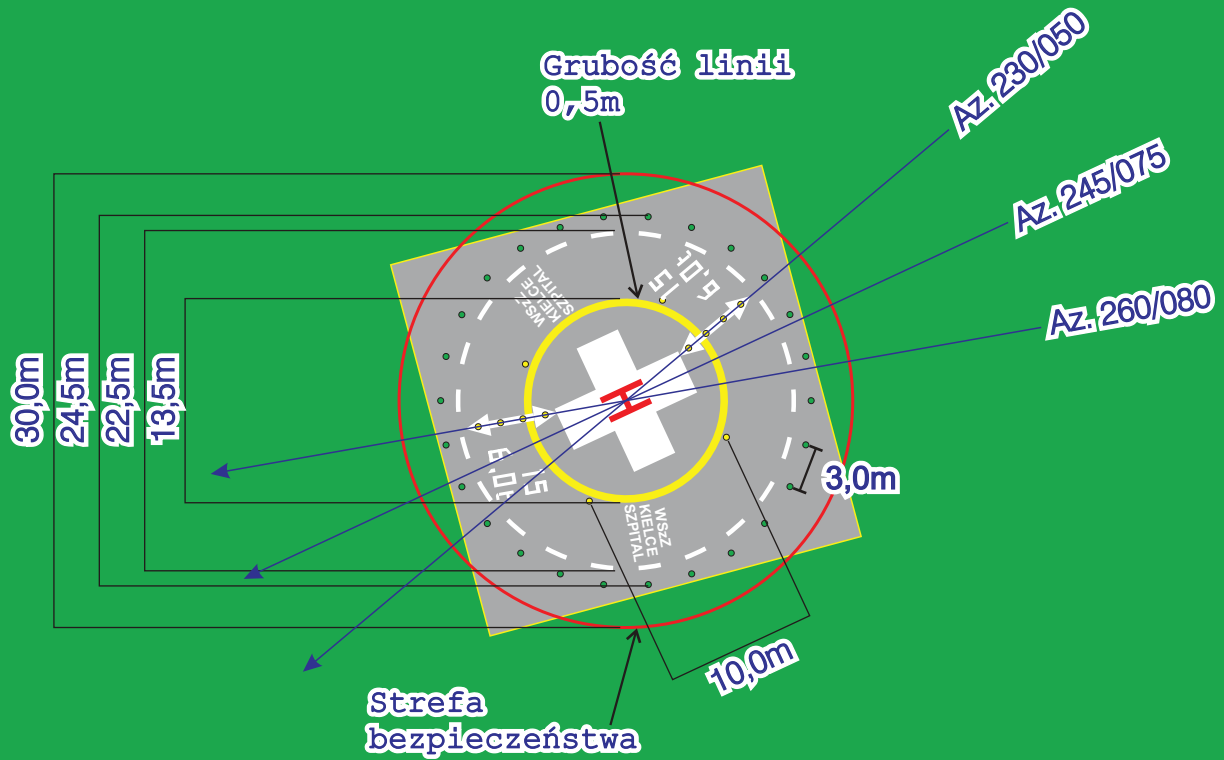 Grubość linii
0,5m
Az. 230/050
Az. 245/075
Az. 260/080
30,0m
24,5m
22,5m
13,5m
WSzZ
KIELCE
SZPITAL
6,0t
15
H
6,0t
15
WSzZ
KIELCE
SZPITAL
3,0m
10,0m
Strefa
bezpieczeństwa